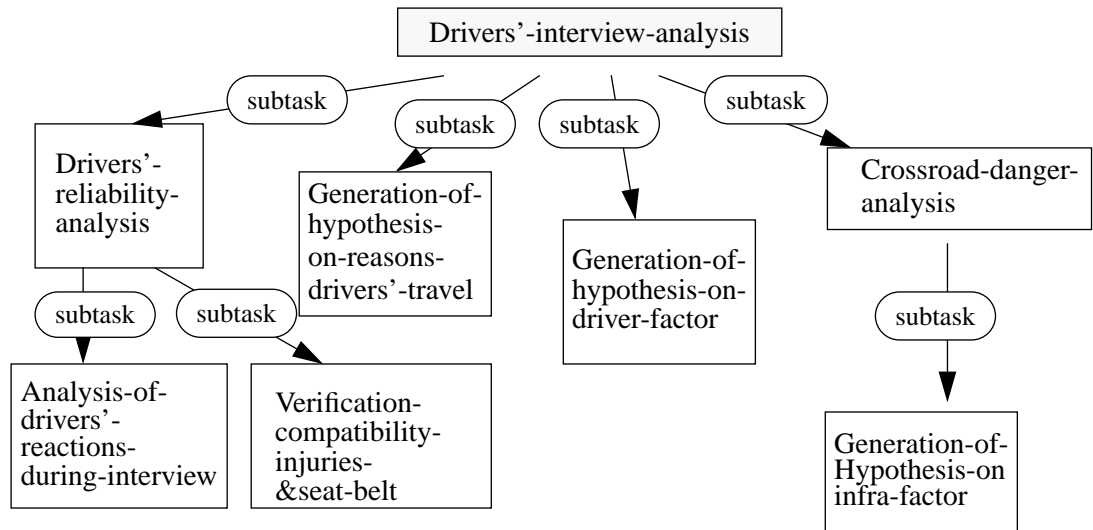 Drivers'-interview-analysis
subtask
subtask
subtask
subtask
Drivers'-
reliability-
analysis
Generation-of-
hypothesis-
on-reasons-
drivers'-travel
Generation-of-
hypothesis-on-
driver-factor
Crossroad-danger-
analysis
subtask
subtask
subtask
Analysis-of-
drivers'-
reactions-
during-interview
Verification-
compatibility-
injuries-
&seat-belt
Generation-of-
Hypothesis-on
infra-factor